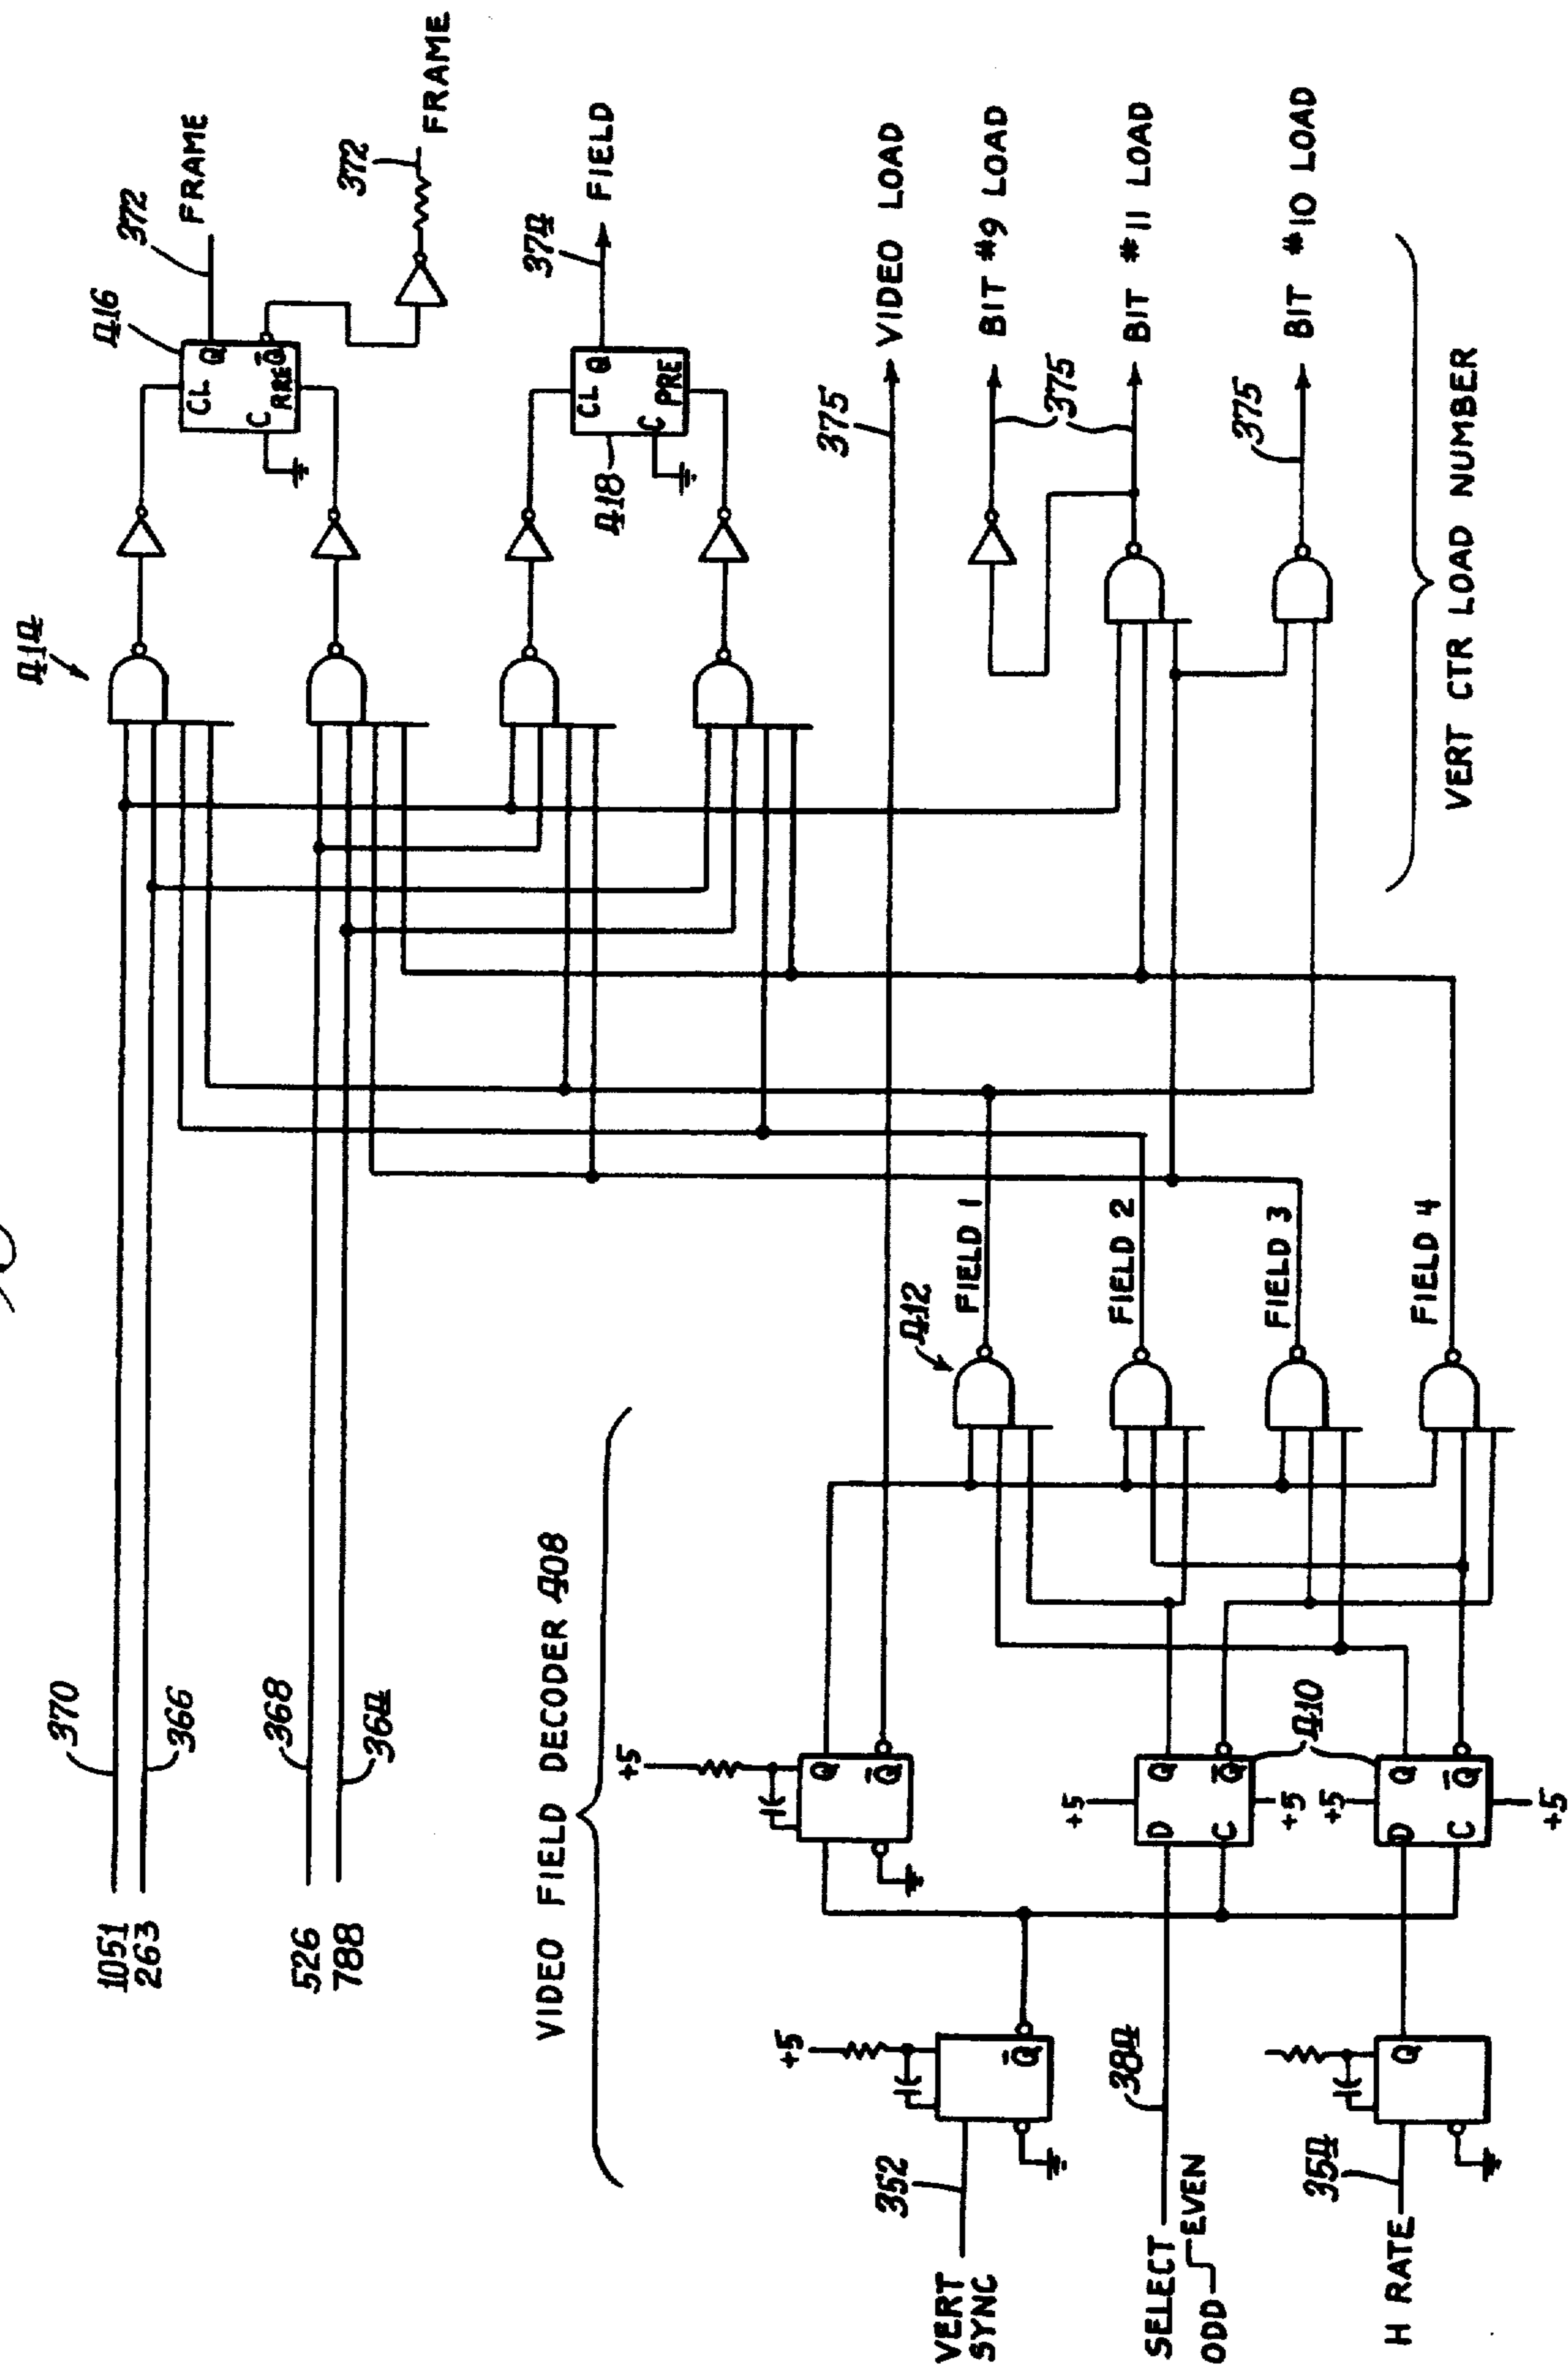 414
416
CL
Q
C
RRE
Q̄
372
FRAME
372
FRAME
418
CL
Q
C
PRE
374
FIELD
370
366
1051
263
368
364
526
788
VIDEO FIELD DECODER 408
+5
Q
Q̄
375
VIDEO LOAD
BIT #9 LOAD
375
BIT #11 LOAD
375
BIT #10 LOAD
VERT CTR LOAD NUMBER
412
FIELD 1
FIELD 2
FIELD 3
FIELD 4
+5
Q̄
352
VERT
SYNC
+5
D
Q
C
Q̄
+5
410
384
SELECT
EVEN
ODD
+5
D
Q
C
Q̄
+5
Q
354
H RATE